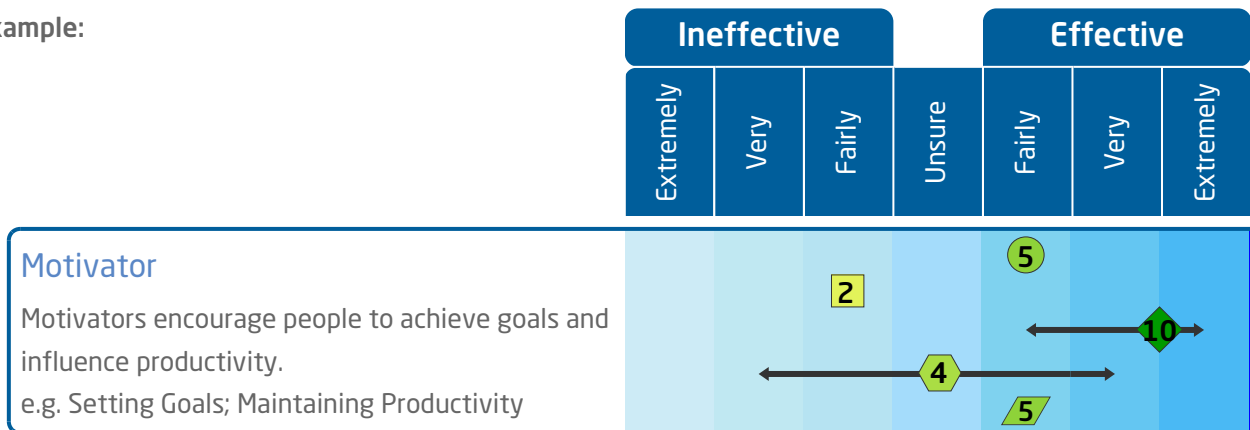 xample:
Ineffective Effective
Extremely Very Fairly Unsure Fairly Very Extremely
Motivator
5
2
Motivators encourage people to achieve goals and
10
influence productivity.
4
e.g. Setting Goals; Maintaining Productivity
5